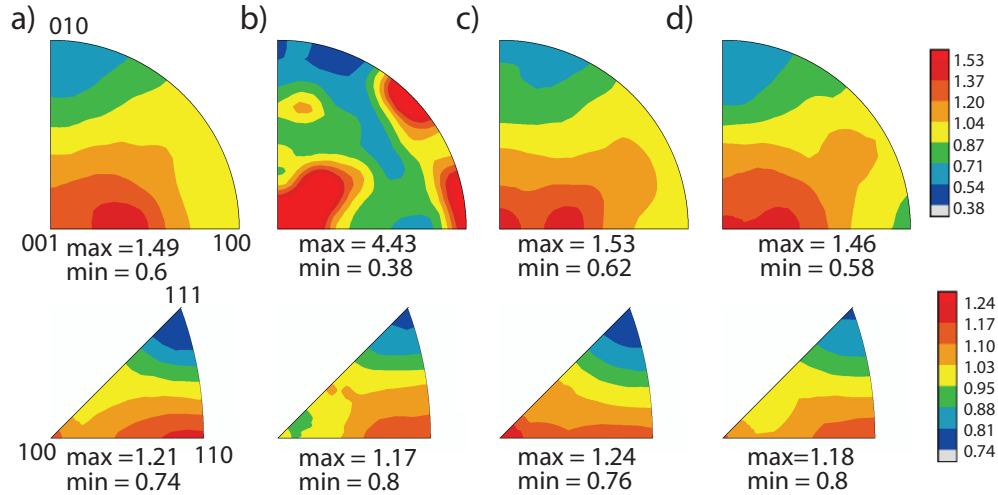 a)
b)
c)
d)
010
001
100
max =1.49
min = 0.6
max = 4.43
min = 0.38
max = 1.53
min = 0.62
max = 1.46
min = 0.58
1.53
1.37
1.20
1.04
0.87
0.71
0.54
0.38
111
100
110
max =1.21
min = 0.74
max = 1.17
min = 0.8
max = 1.24
min = 0.76
max=1.18
min = 0.8
1.24
1.17
1.10
1.03
0.95
0.88
0.81
0.74